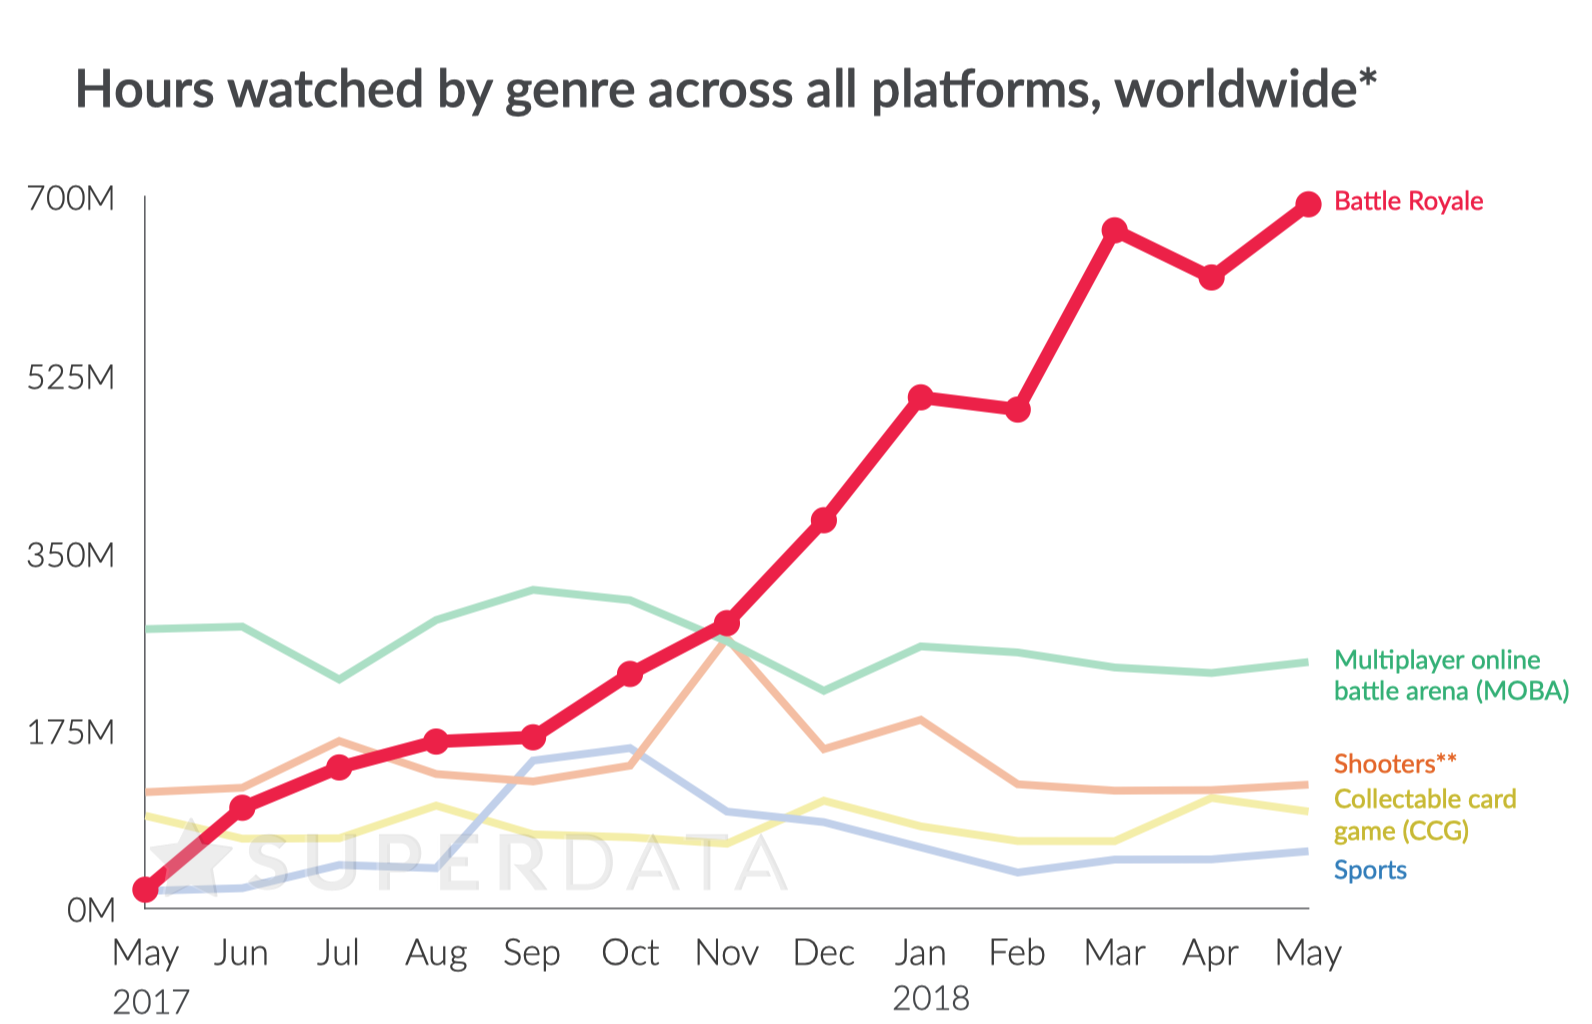 Hours watched by genre across all platforms, worldwide*
700M
525M
350M
175M
0M
Battle Royale
Multiplayer online
battle arena (MOBA)
Shooters**
Collectable card
game (CCG)
Sports
SUPERDATA
May Jun Jul Aug Sep Oct Nov Dec Jan Feb Mar Apr May
2017 2018